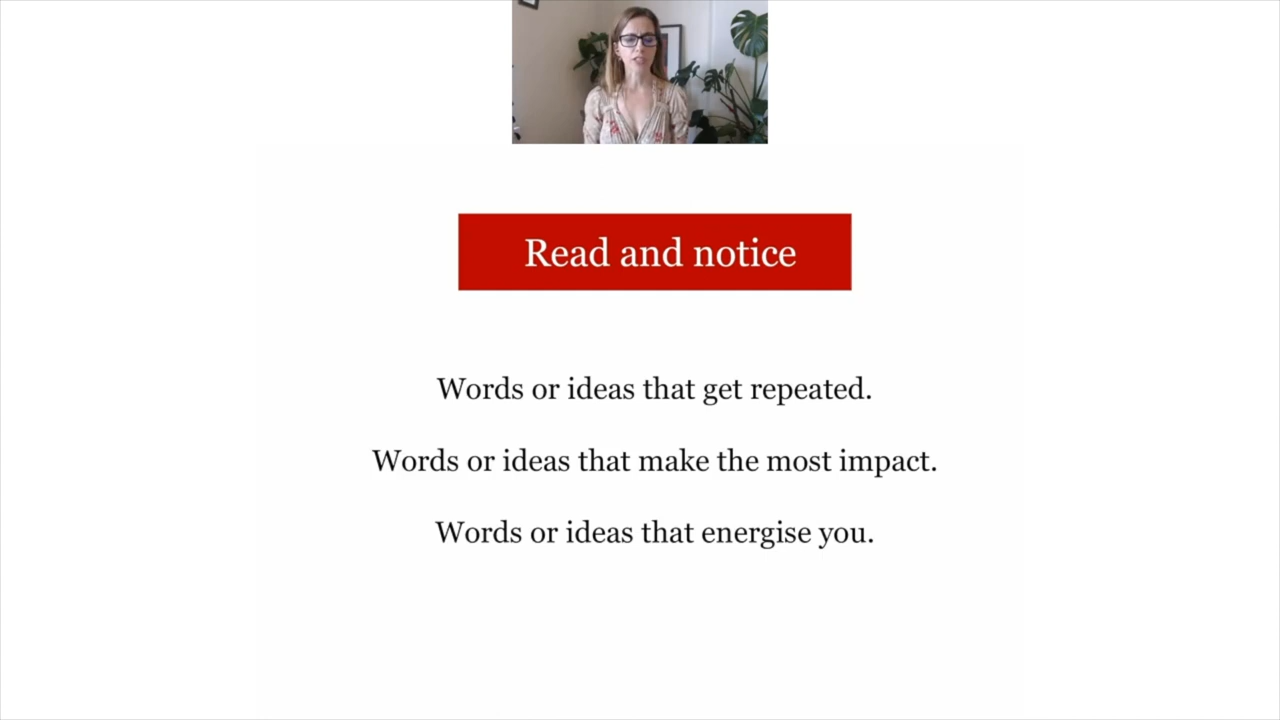 Read and notice
Words or ideas that get repeated.
Words or ideas that make the most impact.
Words or ideas that energise you.